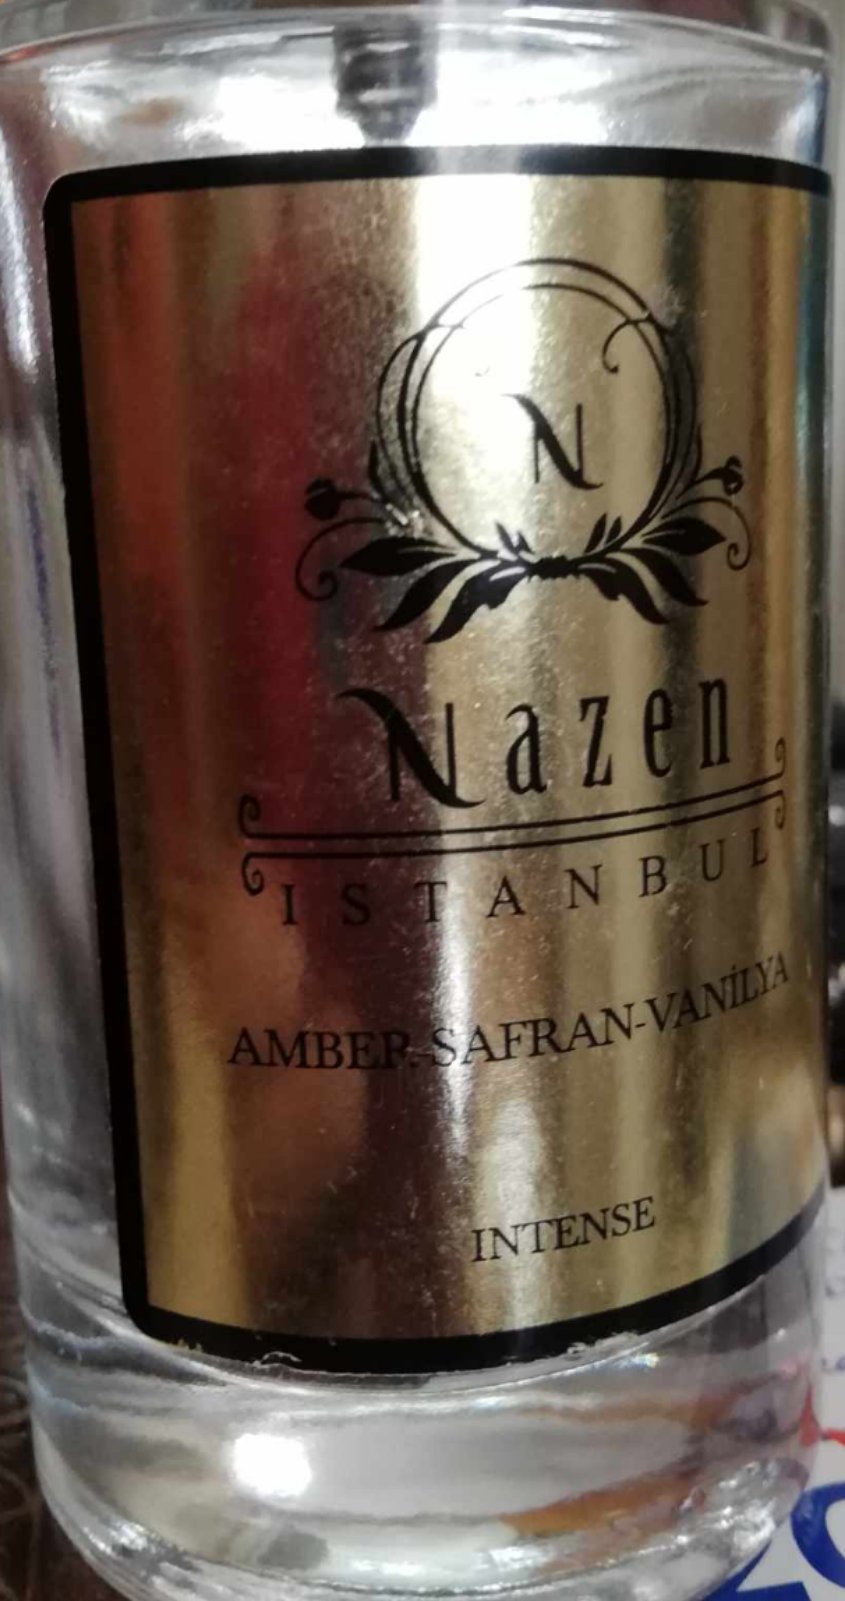 N
Nazen
ISTANBUL
AMBER-SAFRAN-VANİLYA
INTENSE